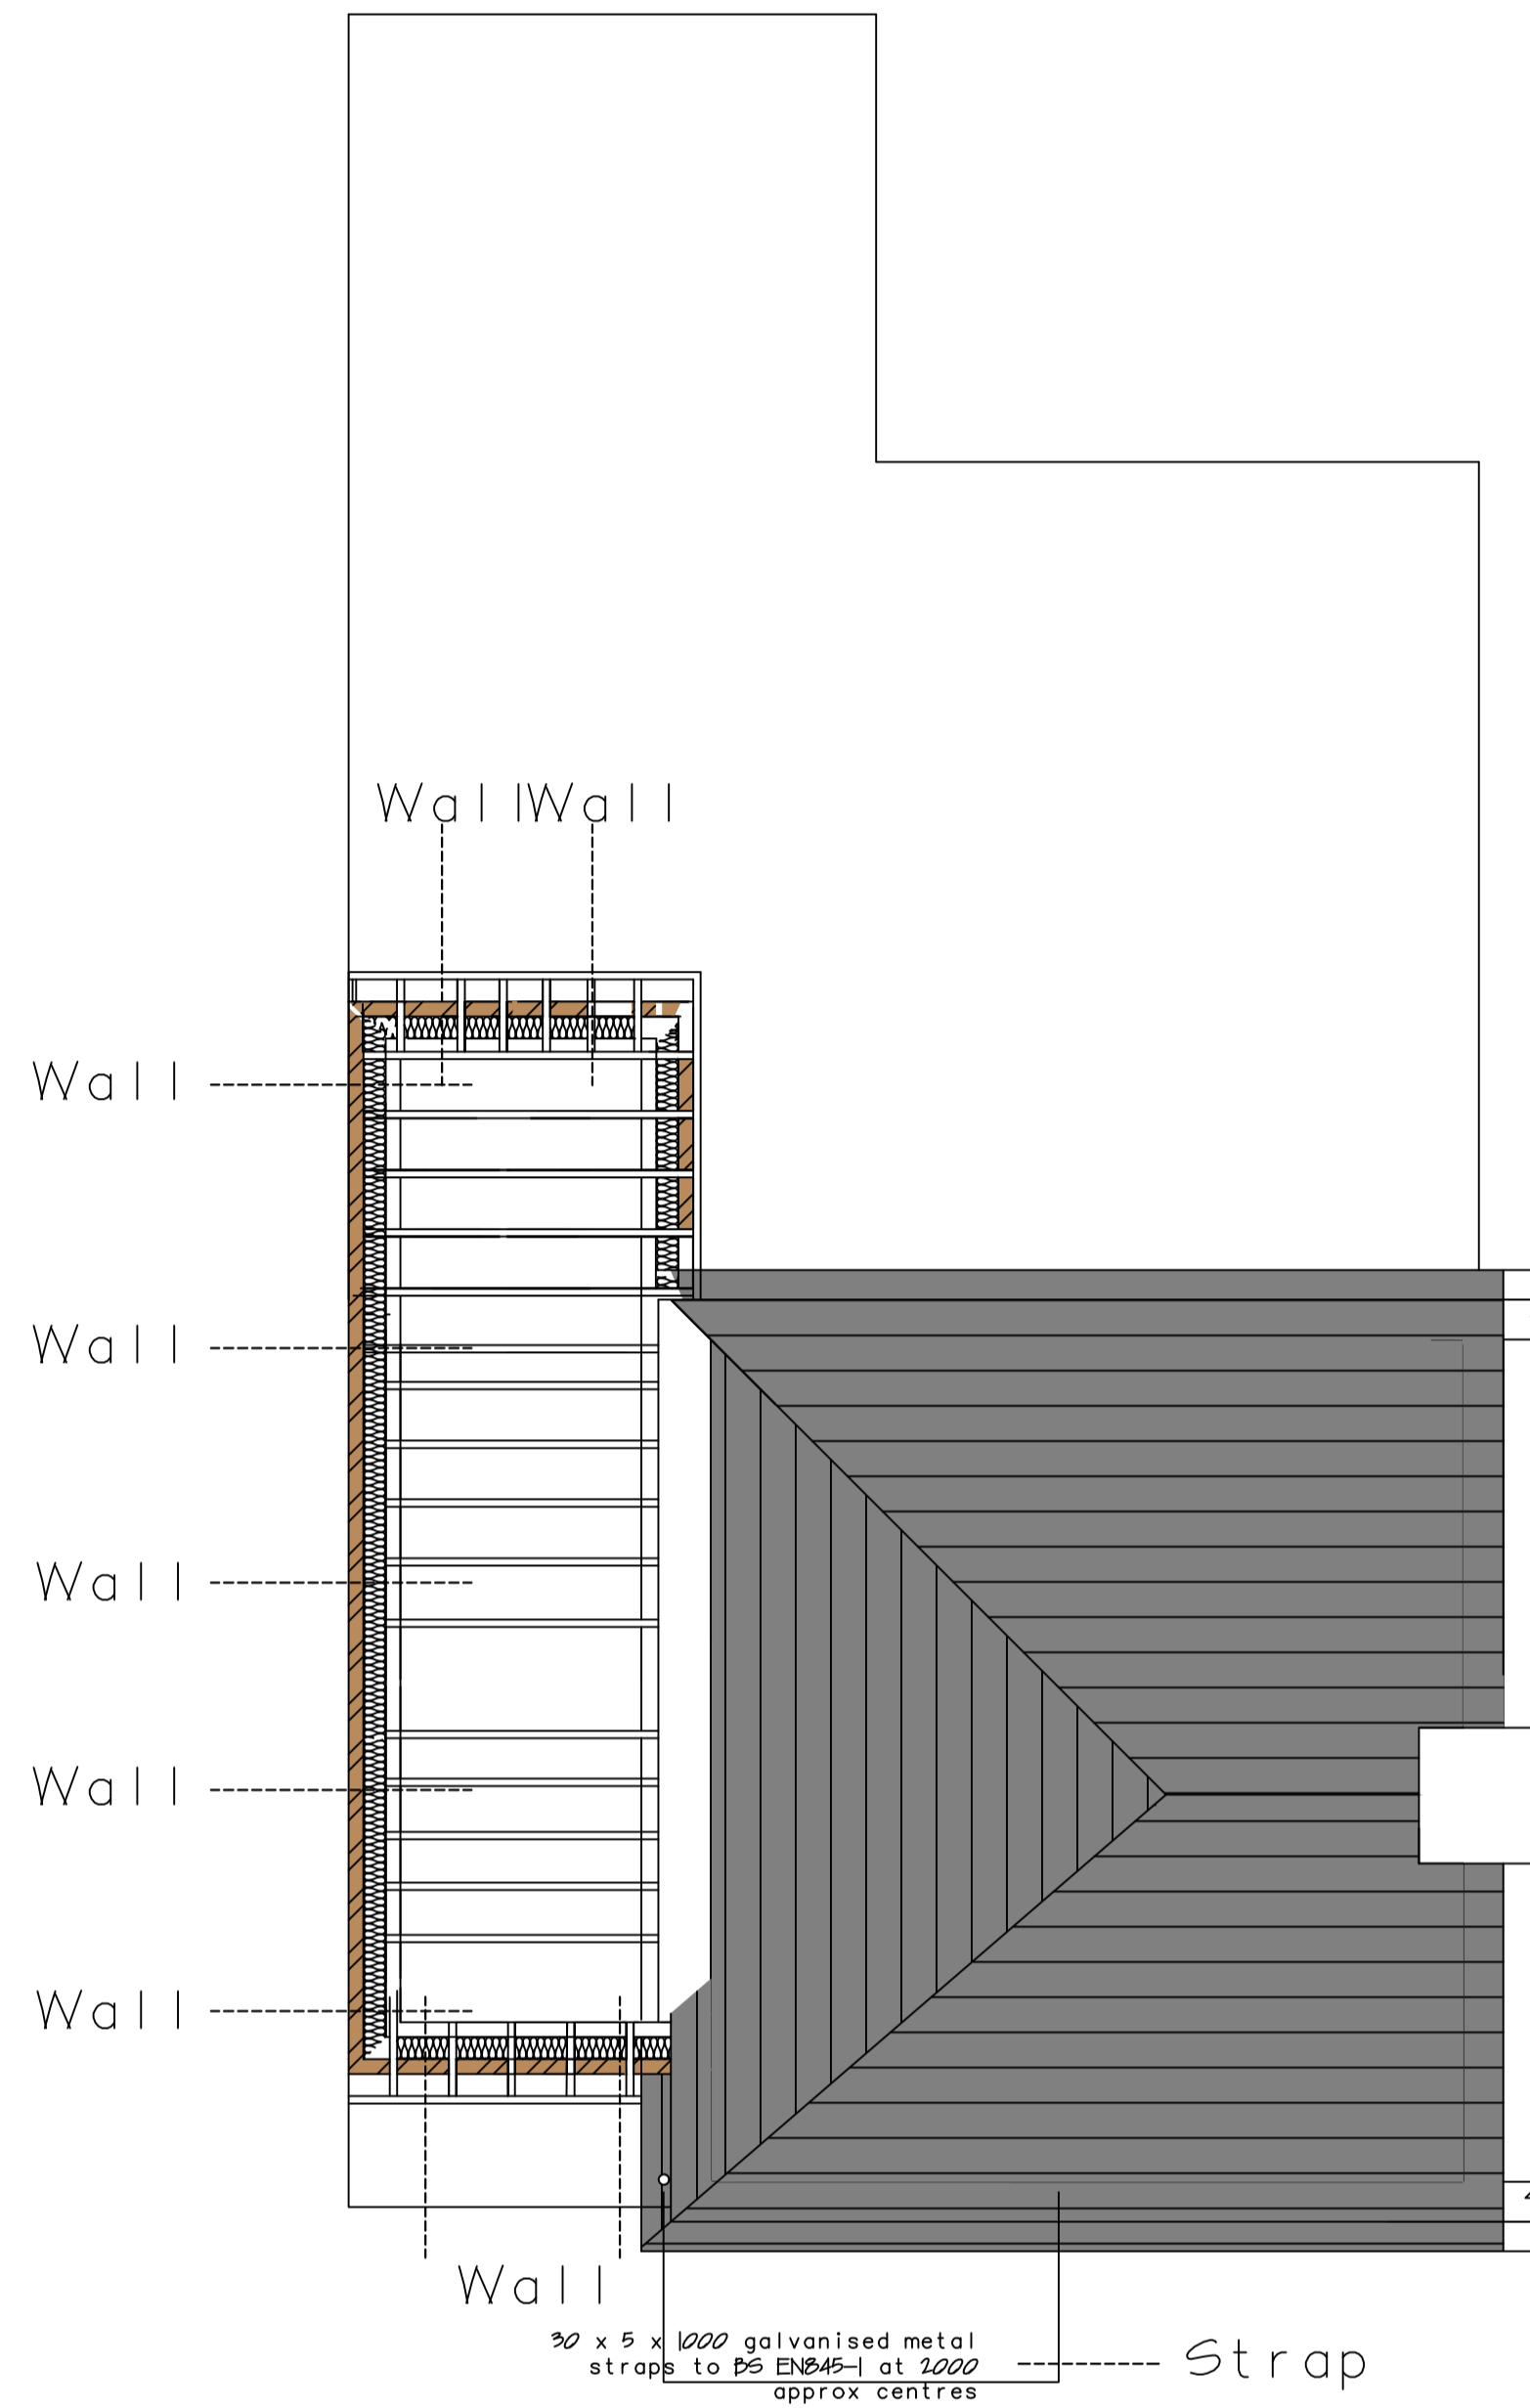 Wall Wall
Wall
Wall
Wall
Wall
Wall
Wall
30 x 5 x 1000 galvanised metal
straps to BS EN845-1 at 2000
approx centres
Strap